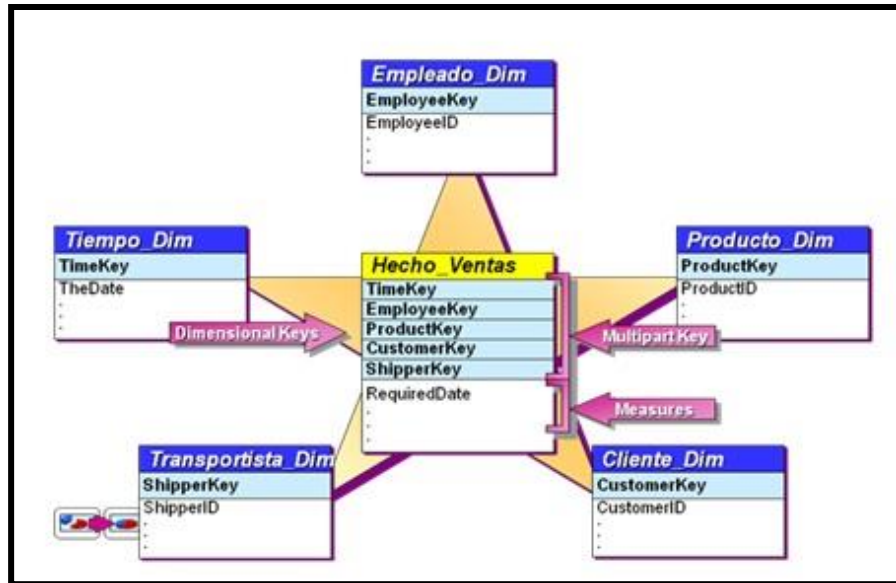 Empleado_Dim
EmployeeKey
EmployeeID
.
.
.
Tiempo_Dim
TimeKey
TheDate
.
.
.
Producto_Dim
ProductKey
ProductID
.
.
.
Hecho_Ventas
TimeKey
EmployeeKey
ProductKey
CustomerKey
ShipperKey
RequiredDate
.
.
.
Dimensional Keys
Multipart Key
Measures
Transportista_Dim
ShipperKey
ShipperID
.
.
.
Cliente_Dim
CustomerKey
CustomerID
.
.
.